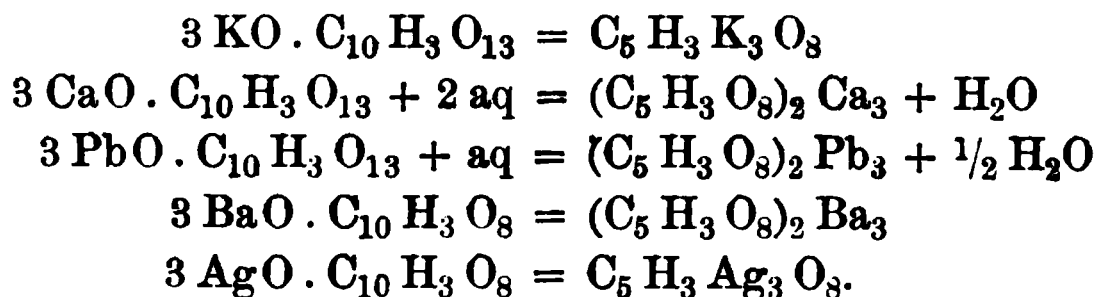 3 KO . C₁₀ H₃ O₁₃ = C₅ H₃ K₃ O₈
3 CaO . C₁₀ H₃ O₁₃ + 2 aq = (C₅ H₃ O₈)₂ Ca₃ + H₂O
3 PbO . C₁₀ H₃ O₁₃ + aq = (C₅ H₃ O₈)₂ Pb₃ + ¹/₂ H₂O
3 BaO . C₁₀ H₃ O₈ = (C₅ H₃ O₈)₂ Ba₃
3 AgO . C₁₀ H₃ O₈ = C₅ H₃ Ag₃ O₈.